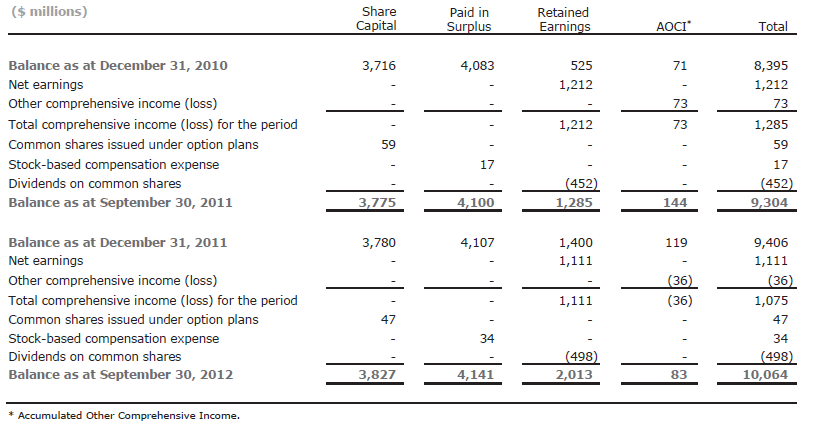 ($ millions) Share Capital Paid in Surplus Retained Earnings AOCI* Total
Balance as at December 31, 2010 3,716 4,083 525 71 8,395
Net earnings - - 1,212 - 1,212
Other comprehensive income (loss) - - - 73 73
Total comprehensive income (loss) for the period - - 1,212 73 1,285
Common shares issued under option plans 59 - - - 59
Stock-based compensation expense - 17 - - 17
Dividends on common shares - - (452) - (452)
Balance as at September 30, 2011 3,775 4,100 1,285 144 9,304
Balance as at December 31, 2011 3,780 4,107 1,400 119 9,406
Net earnings - - 1,111 - 1,111
Other comprehensive income (loss) - - - (36) (36)
Total comprehensive income (loss) for the period - - 1,111 (36) 1,075
Common shares issued under option plans 47 - - - 47
Stock-based compensation expense - 34 - - 34
Dividends on common shares - - (498) - (498)
Balance as at September 30, 2012 3,827 4,141 2,013 83 10,064
* Accumulated Other Comprehensive Income.